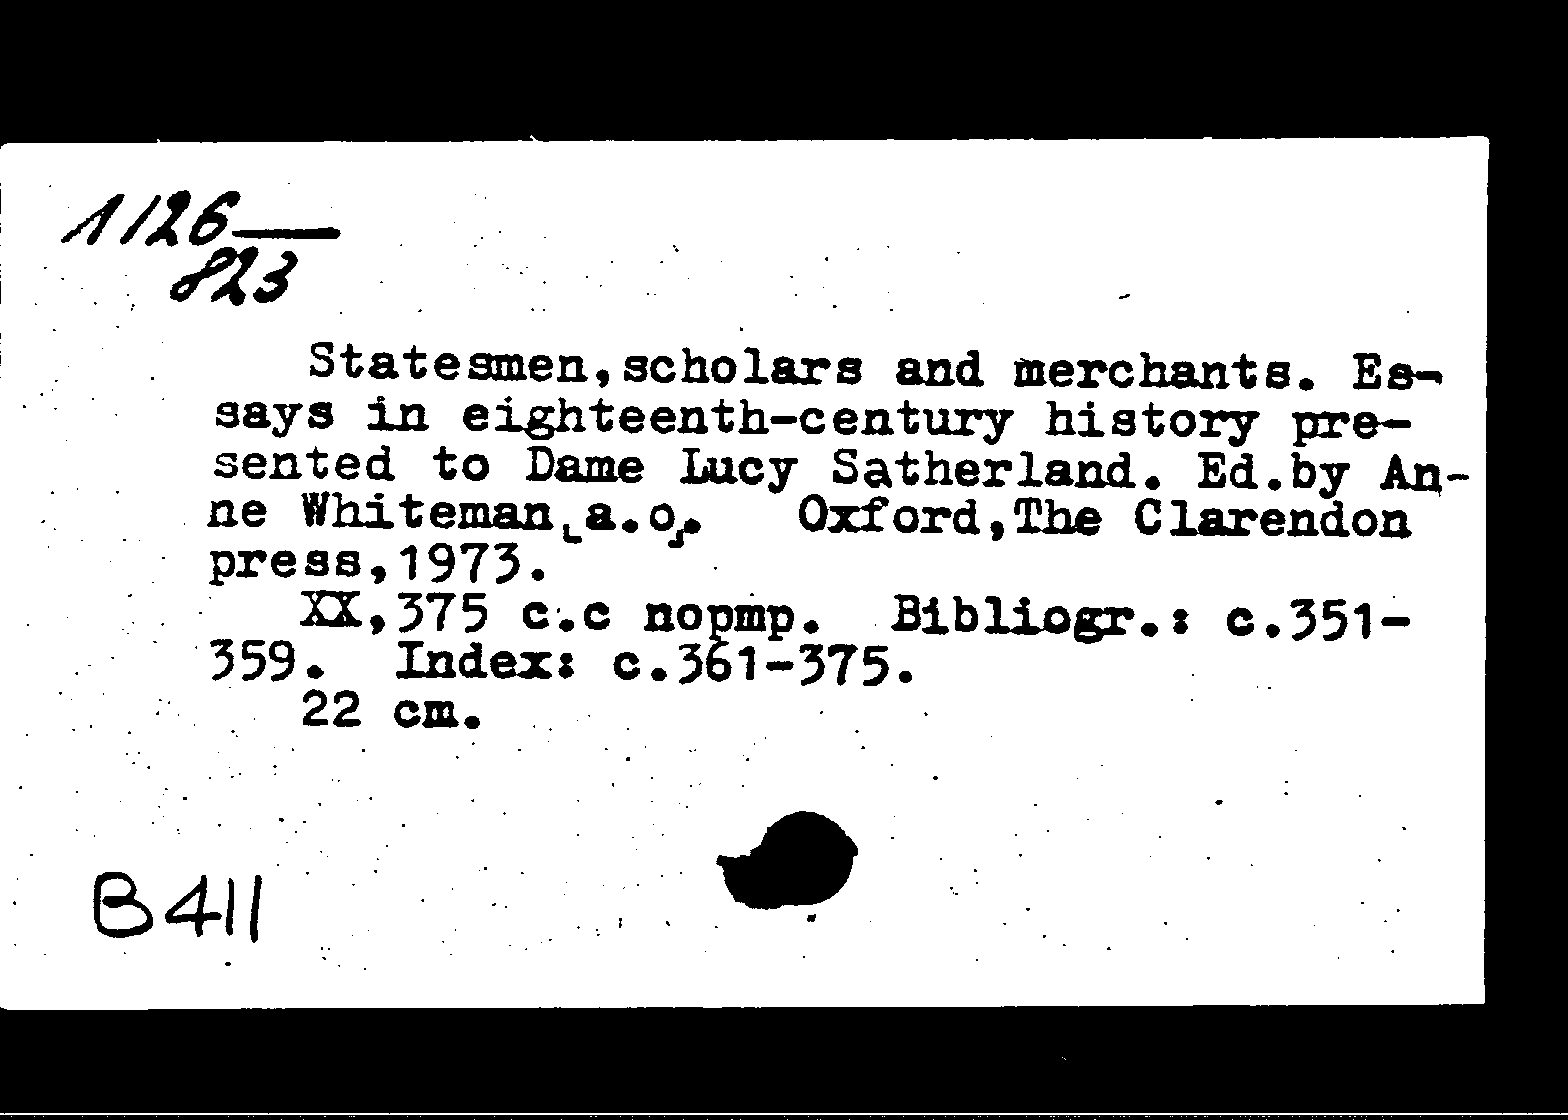 1126
823
Statesmen,scholars and merchants. Es-
says in eighteenth-century history pre-
sented to Dame Lucy Satherland. Ed.by An-
ne Whiteman [a.o]. Oxford,The Clarendon
press,1973.
XX,375 с.с портр. Bibliogr.: c.351-
359. Index: c.361-375.
22 cm.
B411